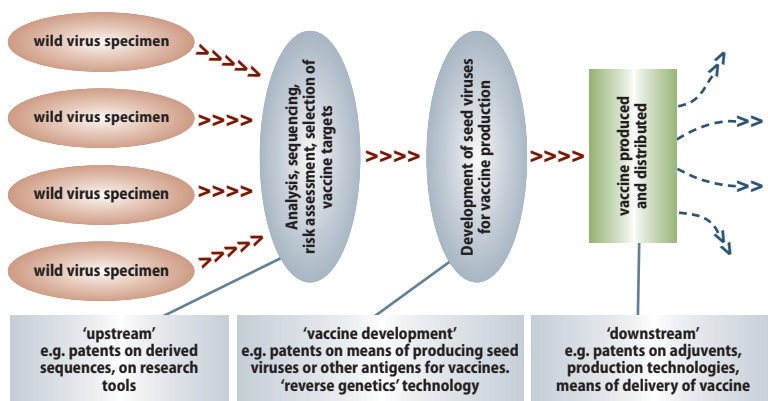 wild virus specimen
wild virus specimen
wild virus specimen
wild virus specimen
Analysis, sequencing,
risk assessment, selection of
vaccine targets
Development of seed viruses
for vaccine production
vaccine produced
and distributed
‘upstream’
e.g. patents on derived
sequences, on research
tools
‘vaccine development’
e.g. patents on means of producing seed
viruses or other antigens for vaccines.
‘reverse genetics’ technology
‘downstream’
e.g. patents on adjuvents,
production technologies,
means of delivery of vaccine